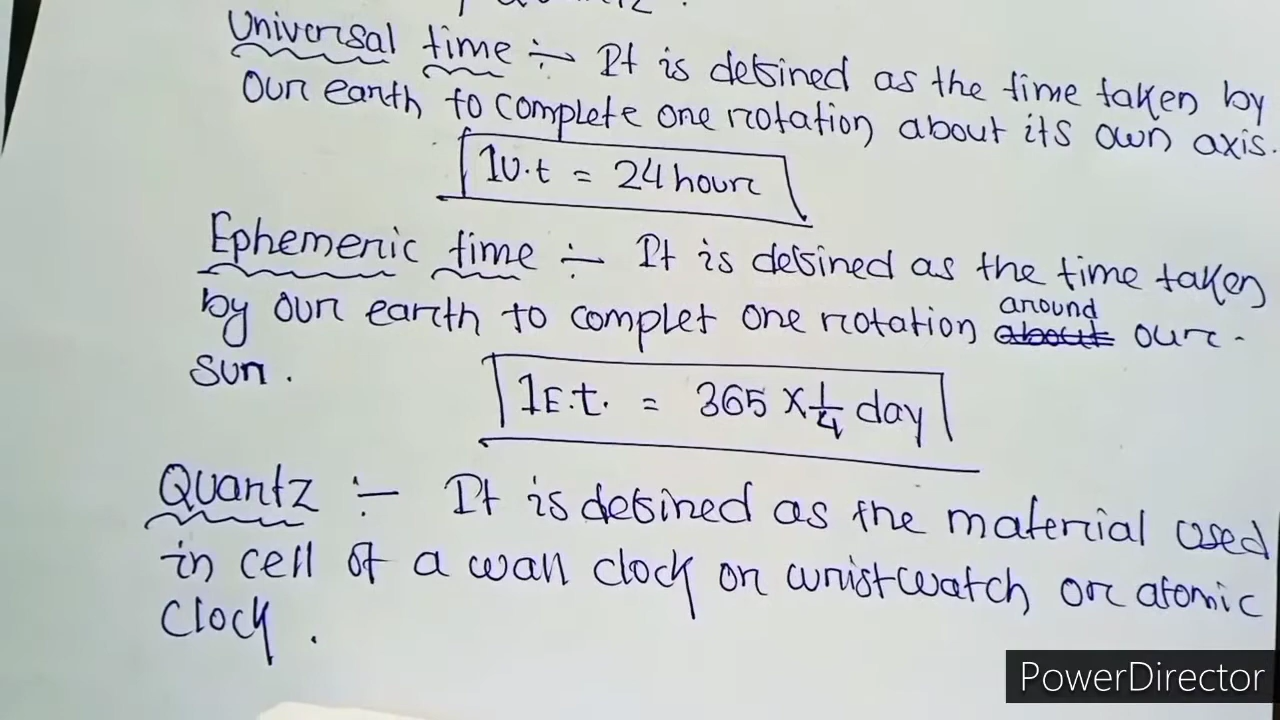 Universal time ÷ It is defined as the time taken by
our earth to complete one rotation about its own axis.
1U.t = 24 hour
Ephemeric time ÷ It is defined as the time taken
by our earth to complet one rotation around about our
sun.
1E.t. = 365 × 1/4 day
Quartz ÷ It is defined as the material used
in cell of a wall clock or wristwatch or atomic
clock.
PowerDirector